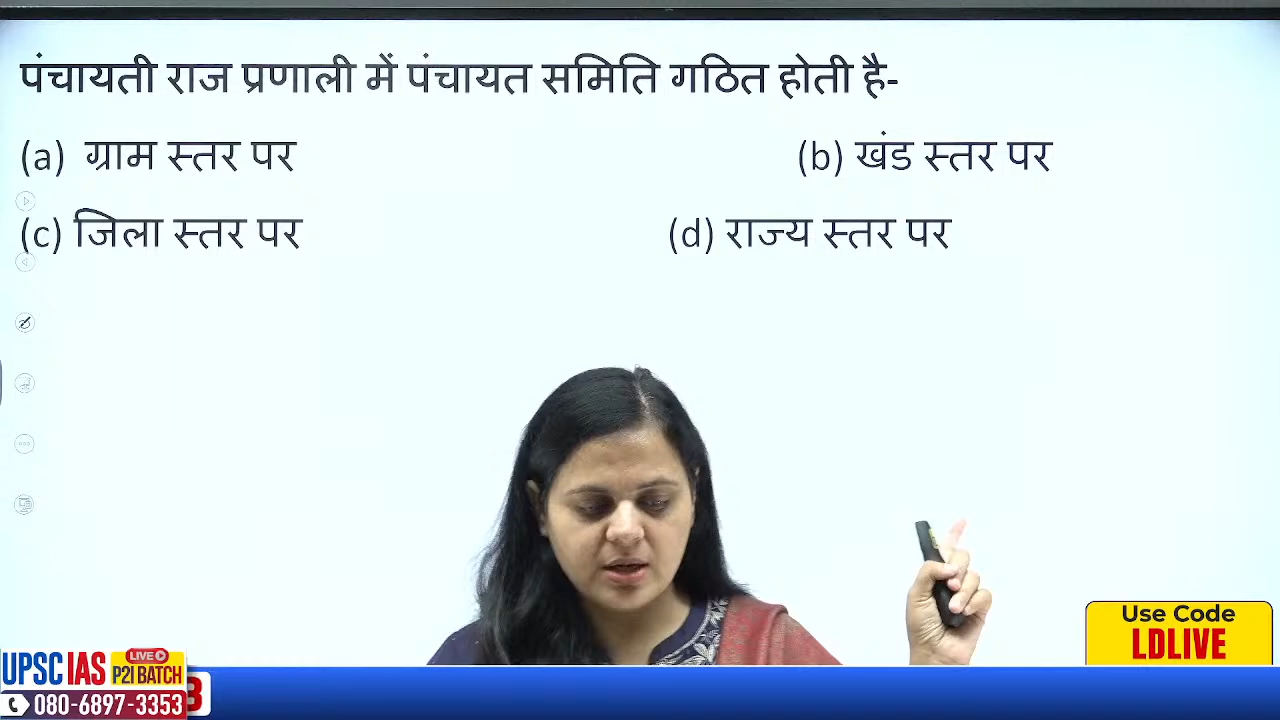 पंचायती राज प्रणाली में पंचायत समिति गठित होती है-
(a) ग्राम स्तर पर (b) खंड स्तर पर
(c) जिला स्तर पर (d) राज्य स्तर पर
Use Code
LDLIVE
LIVE
UPSC IAS P2I BATCH
080-6897-3353